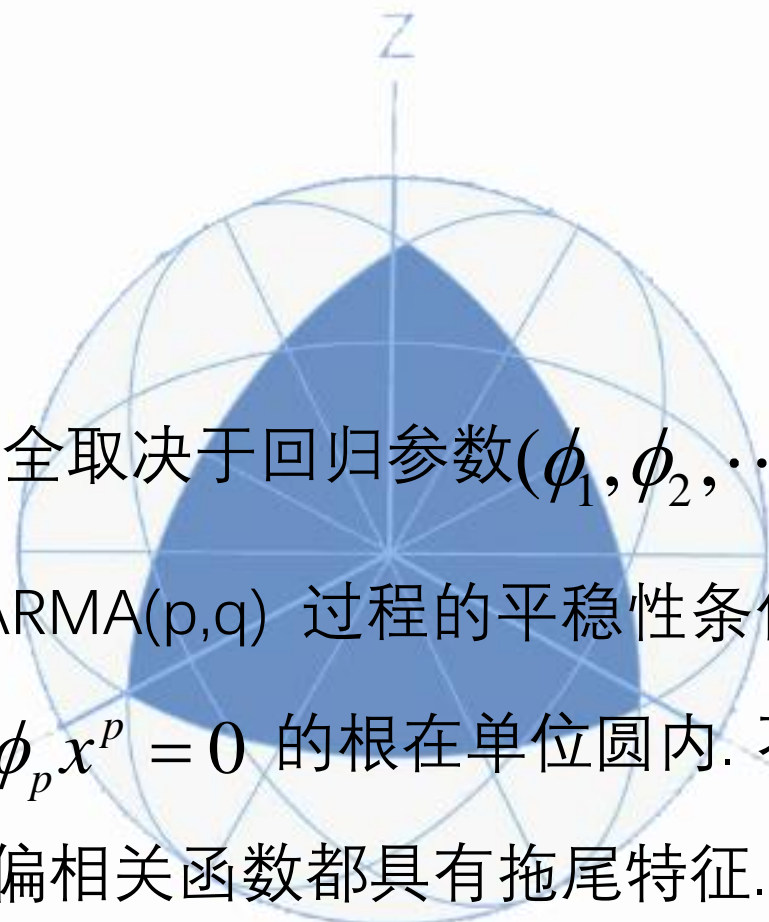 Z
全取决于回归参数(ϕ₁,ϕ₂,⋯
ARMA(p,q) 过程的平稳性条
ϕₚxᵖ = 0 的根在单位圆内.
偏相关函数都具有拖尾特征.